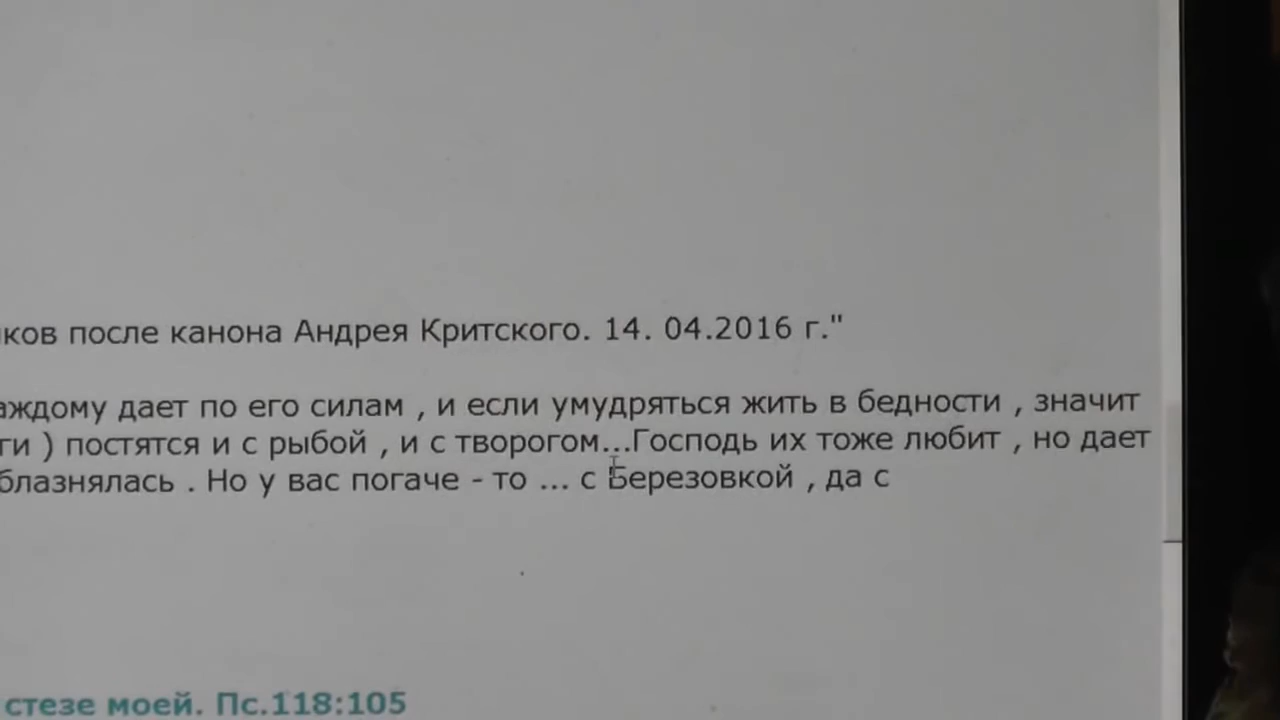 ков после канона Андрея Критского. 14. 04.2016 г."
аждому дает по его силам , и если умудряться жить в бедности , значит
ги ) постятся и с рыбой , и с творогом...Господь их тоже любит , но дает
блазнялась . Но у вас погаче - то ... с Березовкой , да с
стезе моей. Пс.118:105